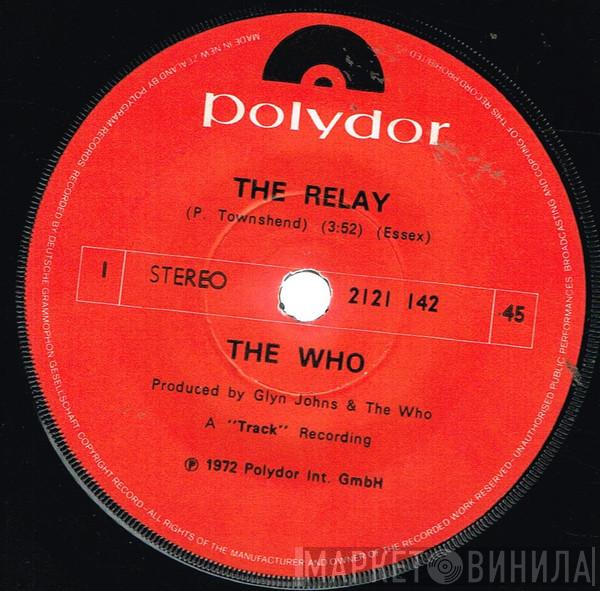 polydor
THE RELAY
(P. Townshend) (3:52) (Essex)
1 STEREO 2121 142 45
THE WHO
Produced by Glyn Johns & The Who
A "Track" Recording
℗ 1972 Polydor Int. GmbH
MADE IN NEW ZEALAND BY POLYGRAM RECORDS RECORDED BY DEUTSCHE GRAMMOPHON GESELLSCHAFT COPYRIGHT RECORD – ALL RIGHTS OF THE MANUFACTURER AND OWNER OF THE RECORDED WORK RESERVED – UNAUTHORISED PUBLIC PERFORMANCES BROADCASTING AND COPYING OF THIS RECORD PROHIBITED 45
МАРКЕТ ВИНИЛА